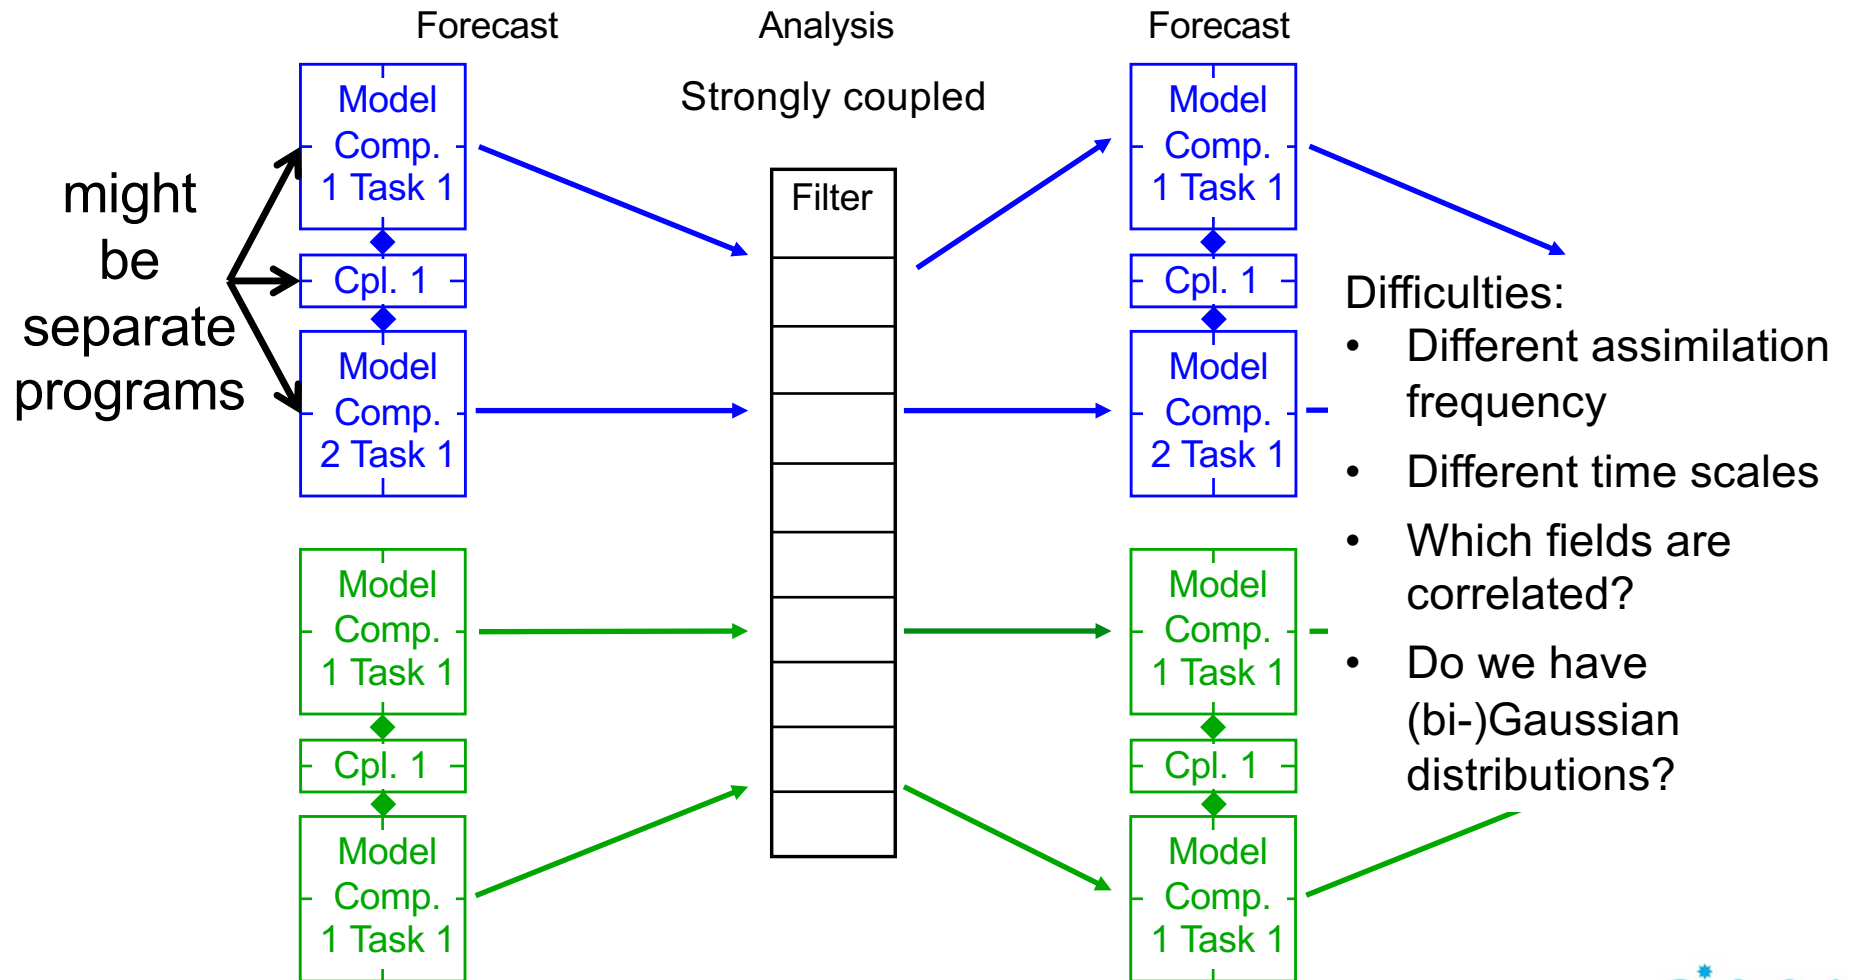 Forecast
Analysis
Forecast
Strongly coupled
might
be
separate
programs
Model
Comp.
1 Task 1
Cpl. 1
Model
Comp.
2 Task 1
Model
Comp.
1 Task 1
Cpl. 1
Model
Comp.
1 Task 1
Filter
Model
Comp.
1 Task 1
Cpl. 1
Model
Comp.
2 Task 1
Model
Comp.
1 Task 1
Cpl. 1
Model
Comp.
1 Task 1
Difficulties:
• Different assimilation
frequency
• Different time scales
• Which fields are
correlated?
• Do we have
(bi-)Gaussian
distributions?